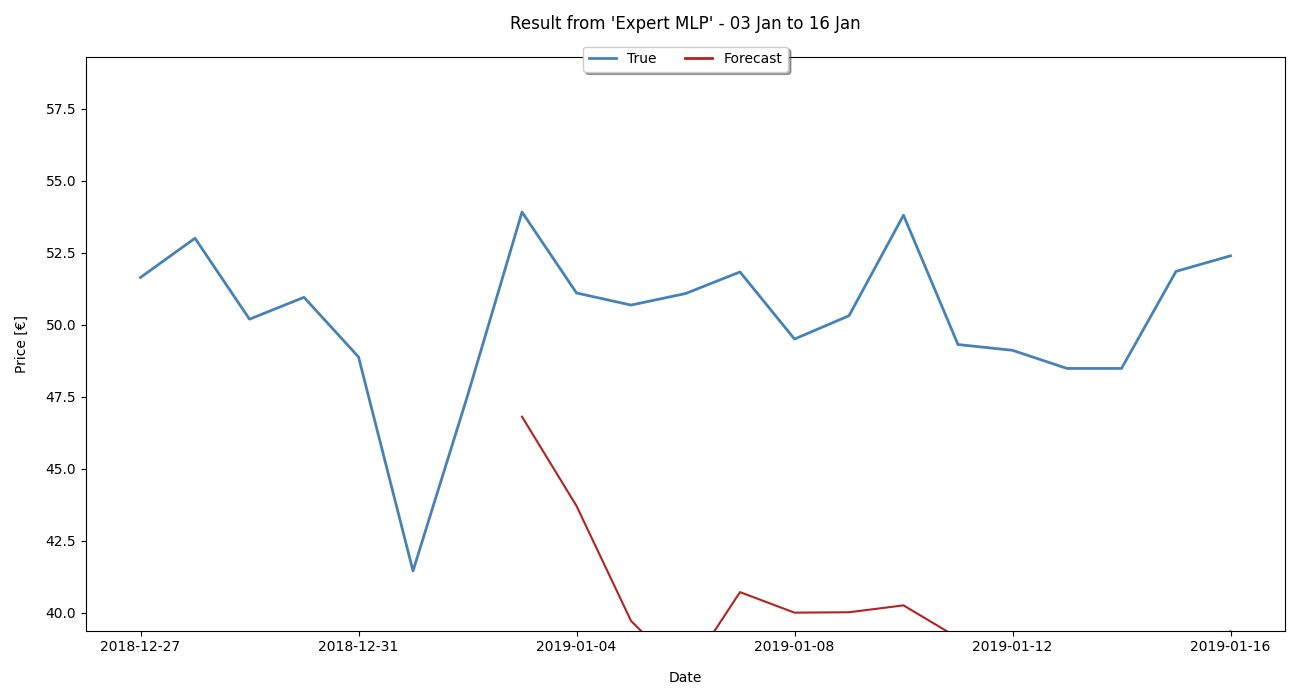 Result from 'Expert MLP' - 03 Jan to 16 Jan
True Forecast
57.5
55.0
52.5
50.0
47.5
45.0
42.5
40.0
Price [€]
2018-12-27 2018-12-31 2019-01-04 2019-01-08 2019-01-12 2019-01-16
Date